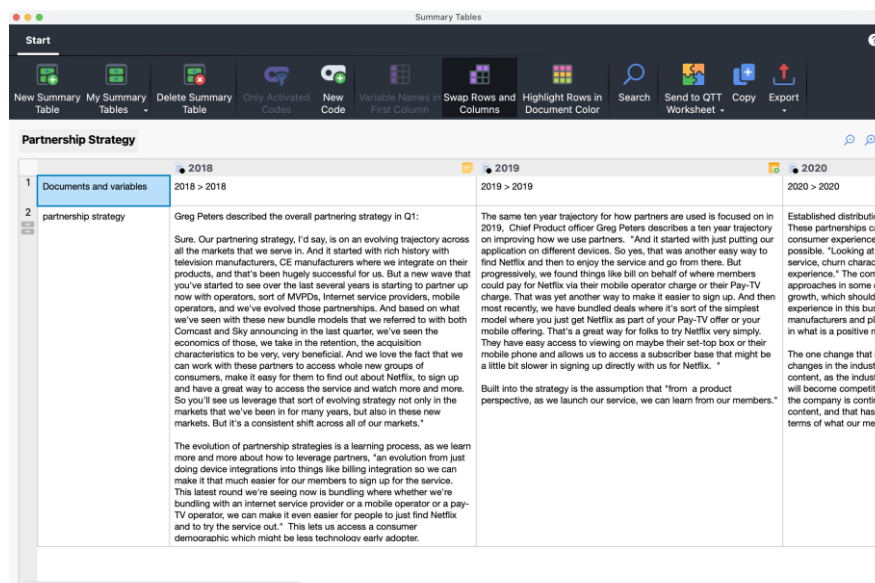 Summary Tables
Start
New Summary Table
My Summary Tables
Delete Summary Table
Only Activated Codes
New Code
Variable Names in First Column
Swap Rows and Columns
Highlight Rows in Document Color
Search
Send to QTT Worksheet
Copy
Export
Partnership Strategy
2018
2019
2020
1
Documents and variables
2018 > 2018
2019 > 2019
2020 > 2020
2
partnership strategy
Greg Peters described the overall partnering strategy in Q1:
Sure. Our partnering strategy, I'd say, is on an evolving trajectory across
all the markets that we serve in. And it started with rich history with
television manufacturers, CE manufacturers where we integrate on their
products, and that's been hugely successful for us. But a new wave that
you've started to see over the last several years is starting to partner up
now with operators, sort of MVPDs, Internet service providers, mobile
operators, and we've evolved those partnerships. And based on what
we've seen with these new bundle models that we referred to with both
Comcast and Sky announcing in the last quarter, we've seen the
economics of those, we take in the retention, the acquisition
characteristics to be very, very beneficial. And we love the fact that we
can work with these partners to access whole new groups of
consumers, make it easy for them to find out about Netflix, to sign up
and have a great way to access the service and watch more and more.
So you'll see us leverage that sort of evolving strategy not only in the
markets that we've been in for many years, but also in these new
markets. But it's a consistent shift across all of our markets."
The evolution of partnership strategies is a learning process, as we learn
more and more about how to leverage partners, "an evolution from just
doing device integrations into things like billing integration so we can
make it that much easier for our members to sign up for the service.
This latest round we're seeing now is bundling where whether we're
bundling with an internet service provider or a mobile operator or a pay-
TV operator, we can make it even easier for people to just find Netflix
and to try the service out." This lets us access a consumer
demographic which might be less technology early adopter.
The same ten year trajectory for how partners are used is focused on in
2019, Chief Product officer Greg Peters describes a ten year trajectory
on improving how we use partners. "And it started with just putting our
application on different devices. So yes, that was another easy way to
find Netflix and then to enjoy the service and go from there. But
progressively, we found things like bill on behalf of where members
could pay for Netflix via their mobile operator charge or their Pay-TV
charge. That was yet another way to make it easier to sign up. And then
most recently, we have bundled deals where it's sort of the simplest
model where you just get Netflix as part of your Pay-TV offer or your
mobile offering. That's a great way for folks to try Netflix very simply.
They have easy access to viewing on maybe their set-top box or their
mobile phone and allows us to access a subscriber base that might be
a little bit slower in signing up directly with us for Netflix. "
Built into the strategy is the assumption that "from a product
perspective, as we launch our service, we can learn from our members."
Established distributi
These partnerships c
consumer experience
possible. "Looking at
service, churn charac
experience." The con
approaches in some
growth, which should
experience in this bus
manufacturers and pl
in what is a positive n
The one change that
changes in the indust
content, as the indust
will become competit
the company is conti
content, and that has
terms of what our me